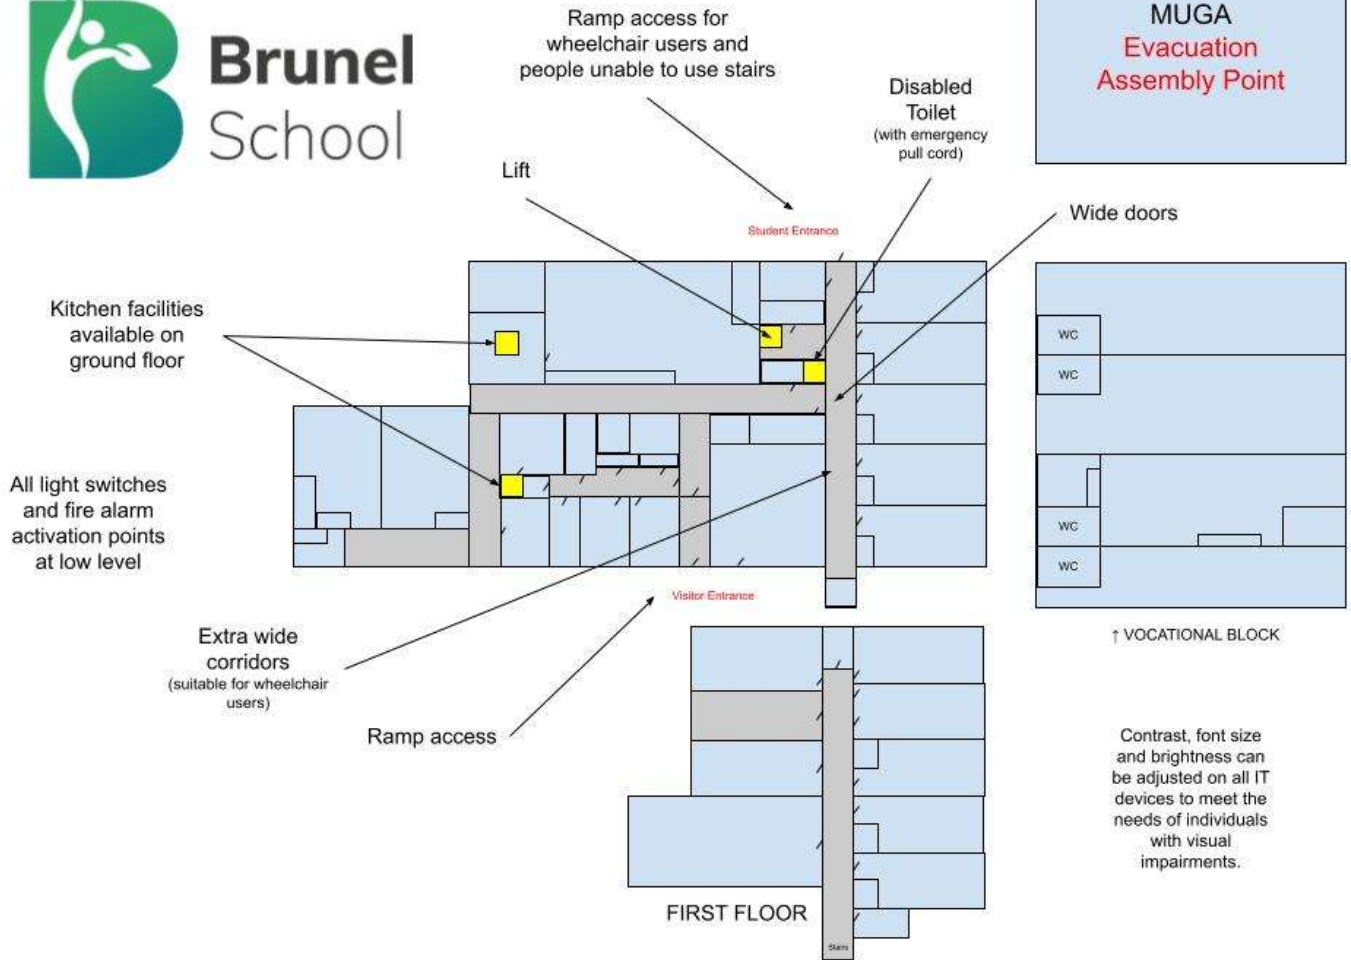 Brunel
School
Ramp access for
wheelchair users and
people unable to use stairs
MUGA
Evacuation
Assembly Point
Disabled
Toilet
(with emergency
pull cord)
Lift
Wide doors
Student Entrance
Kitchen facilities
available on
ground floor
WC
WC
All light switches
and fire alarm
activation points
at low level
WC
WC
Visitor Entrance
Extra wide
corridors
(suitable for wheelchair
users)
↑ VOCATIONAL BLOCK
Ramp access
Contrast, font size
and brightness can
be adjusted on all IT
devices to meet the
needs of individuals
with visual
impairments.
FIRST FLOOR
Stairs